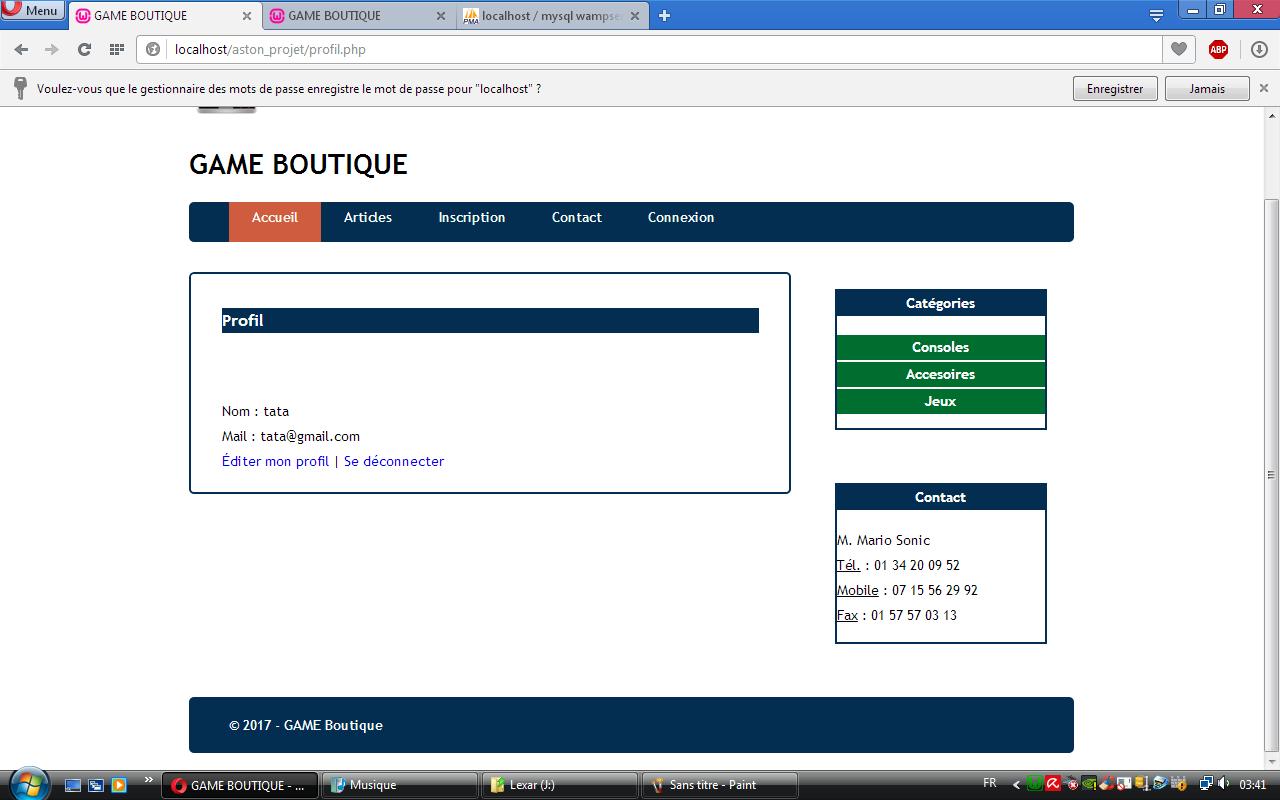 Menu
GAME BOUTIQUE
GAME BOUTIQUE
localhost / mysql wampse
localhost/aston_projet/profil.php
ABP
Voulez-vous que le gestionnaire des mots de passe enregistre le mot de passe pour "localhost" ?
Enregistrer
Jamais
GAME BOUTIQUE
Accueil
Articles
Inscription
Contact
Connexion
Profil
Nom : tata
Mail : tata@gmail.com
Éditer mon profil | Se déconnecter
Catégories
Consoles
Accesoires
Jeux
Contact
M. Mario Sonic
Tél. : 01 34 20 09 52
Mobile : 07 15 56 29 92
Fax : 01 57 57 03 13
© 2017 - GAME Boutique
GAME BOUTIQUE - ...
Musique
Lexar (J:)
Sans titre - Paint
FR
03:41